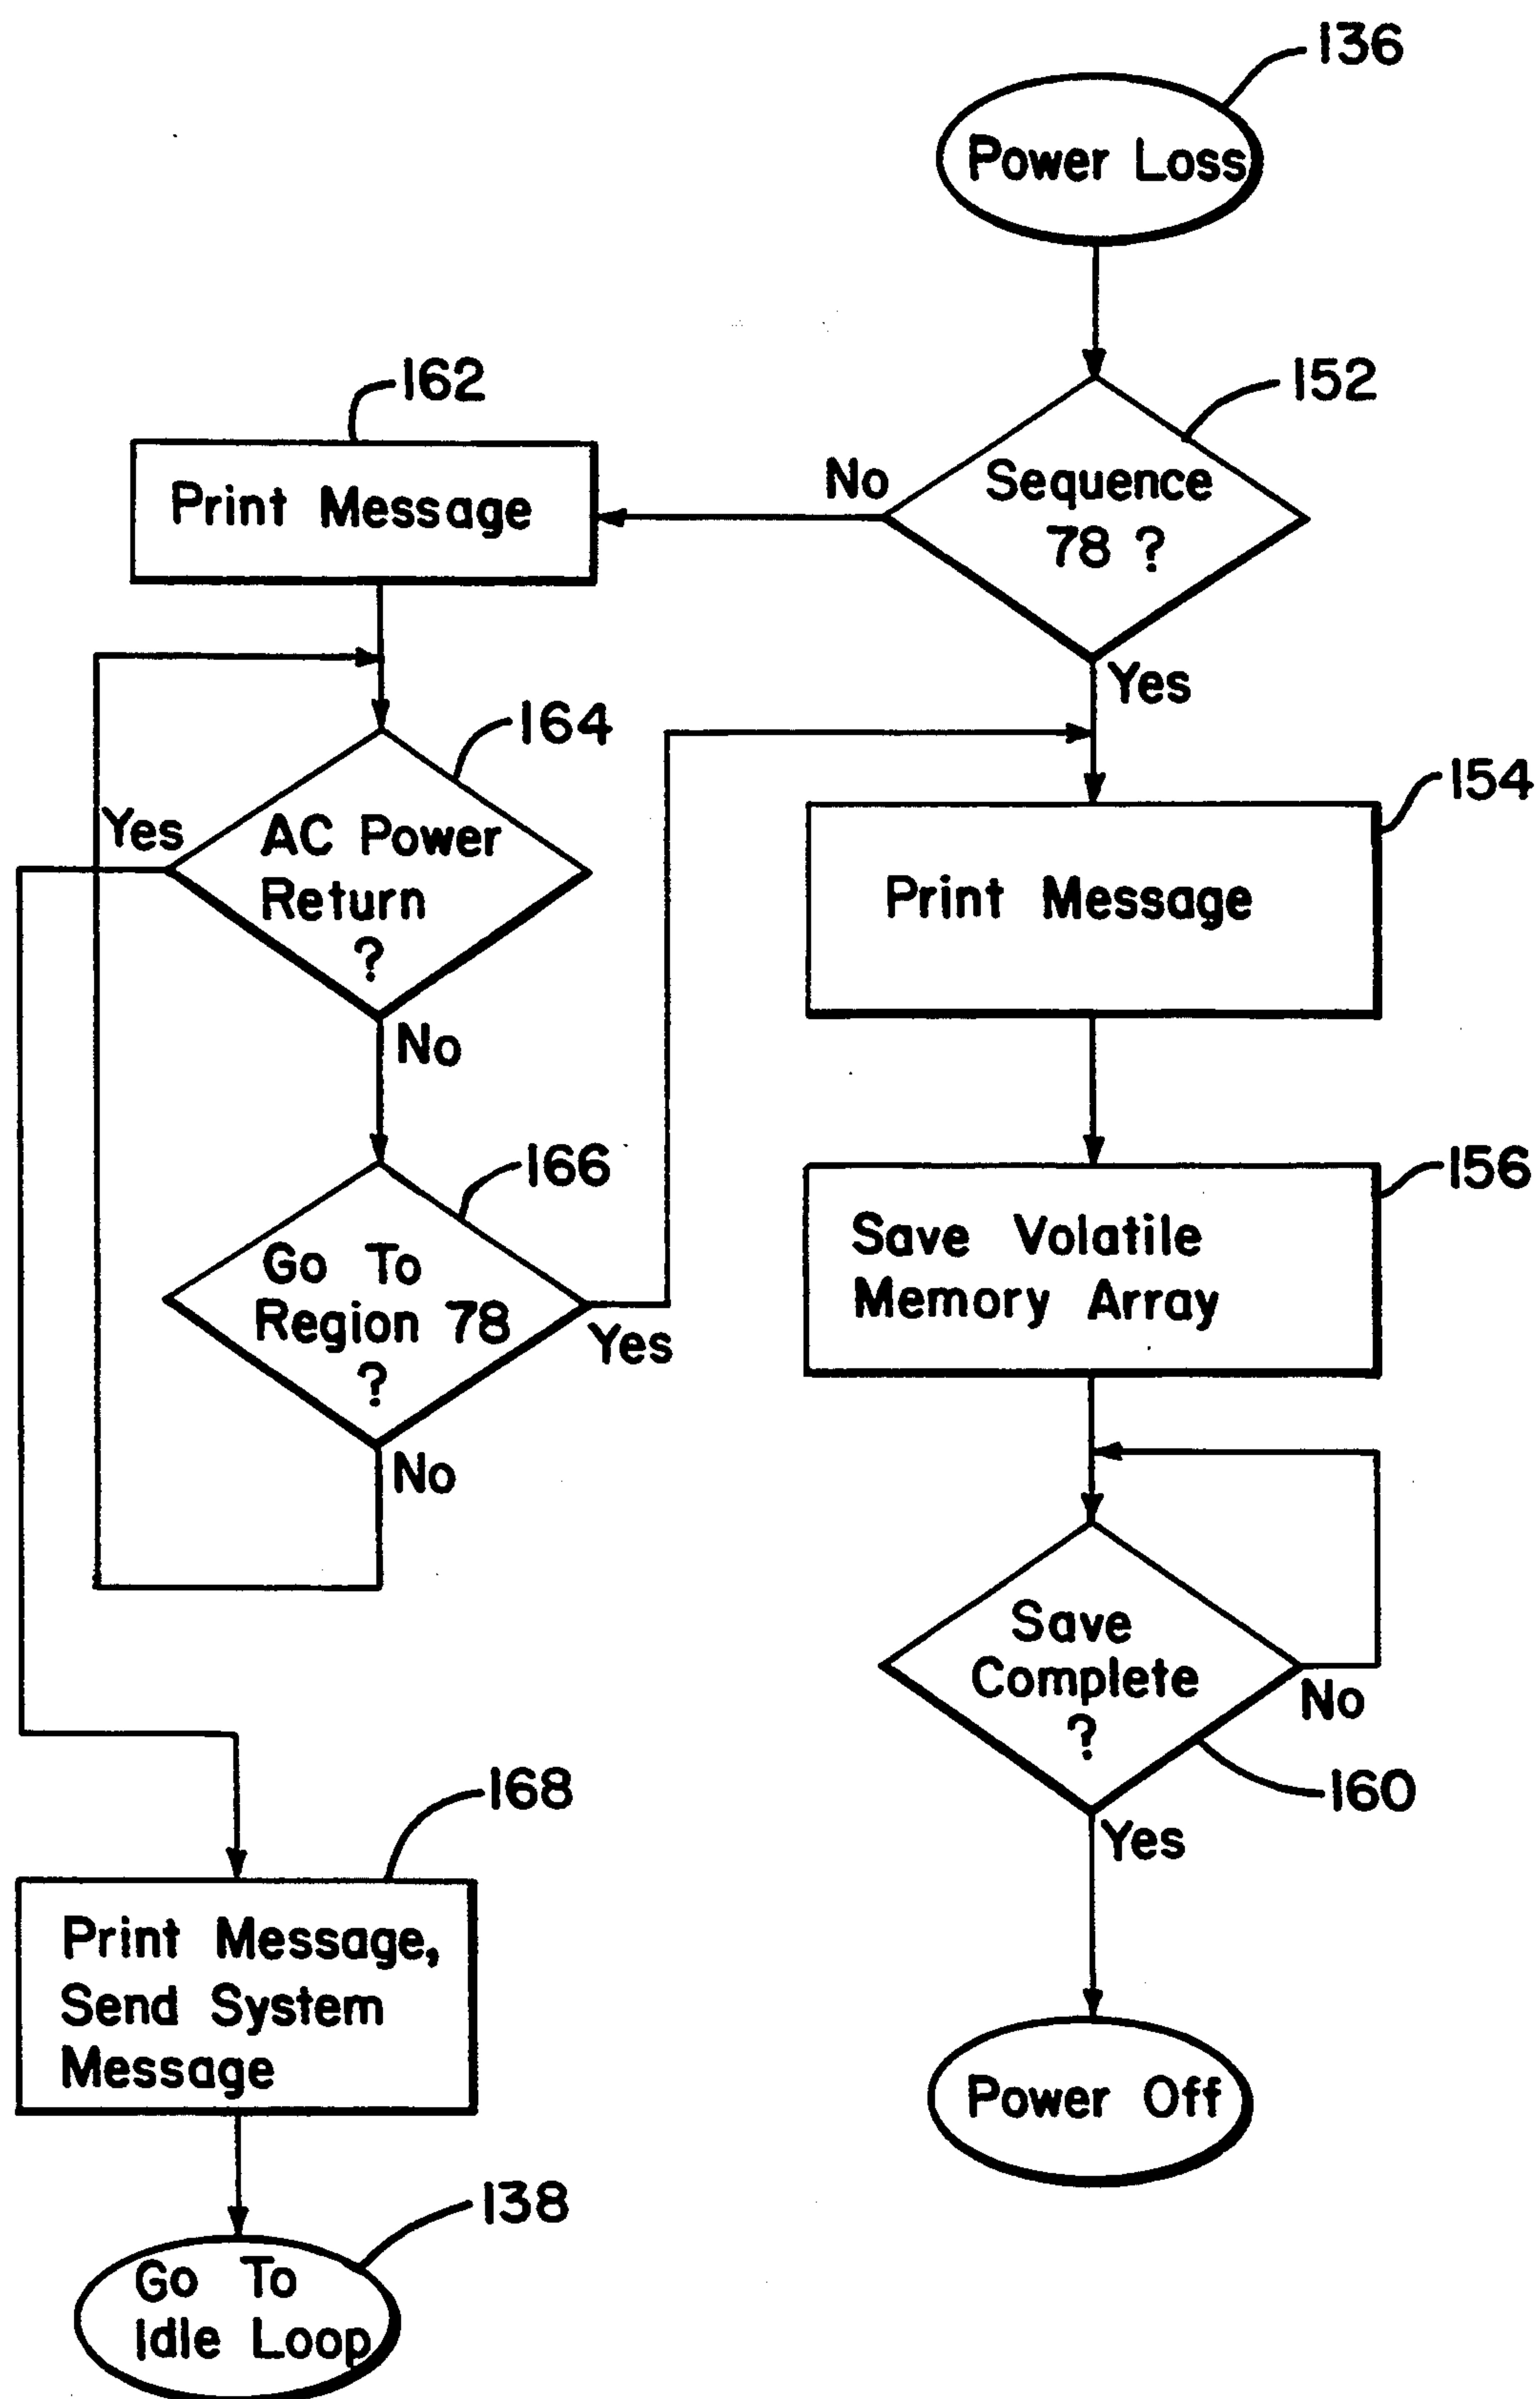 136
Power Loss
152
Sequence
78 ?
No
Yes
162
Print Message
164
AC Power
Return
?
Yes
No
166
Go To
Region 78
?
Yes
No
154
Print Message
156
Save Volatile
Memory Array
Save
Complete
?
No
160
Yes
Power Off
168
Print Message,
Send System
Message
138
Go To
Idle Loop